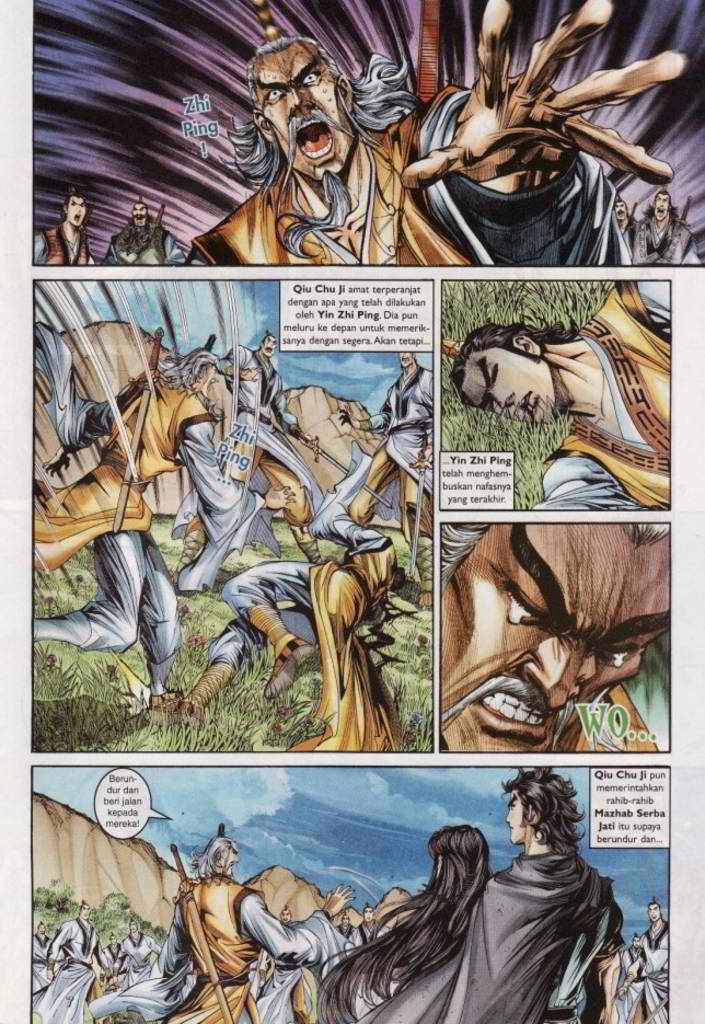 Zhi
Ping
!
Qiu Chu Ji amat terperanjat
dengan apa yang telah dilakukan
oleh Yin Zhi Ping. Dia pun
meluru ke depan untuk memerik-
sanya dengan segera. Akan tetapi...
Zhi
Ping
...
...Yin Zhi Ping
telah menghem-
buskan nafasnya
yang terakhir.
WO...
Berun-
dur dan
beri jalan
kepada
mereka!
Qiu Chu Ji pun
memerintahkan
rahib-rahib
Mazhab Serba
Jati itu supaya
berundur dan...